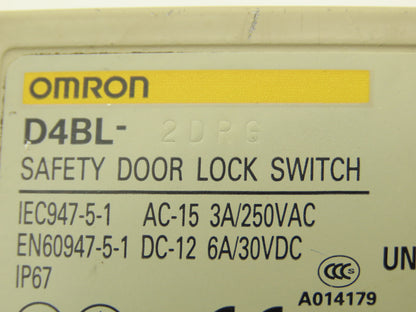 OMRON
D4BL- 2DRG
SAFETY DOOR LOCK SWITCH
IEC947-5-1 AC-15 3A/250VAC
EN60947-5-1 DC-12 6A/30VDC
IP67
UN
A014179